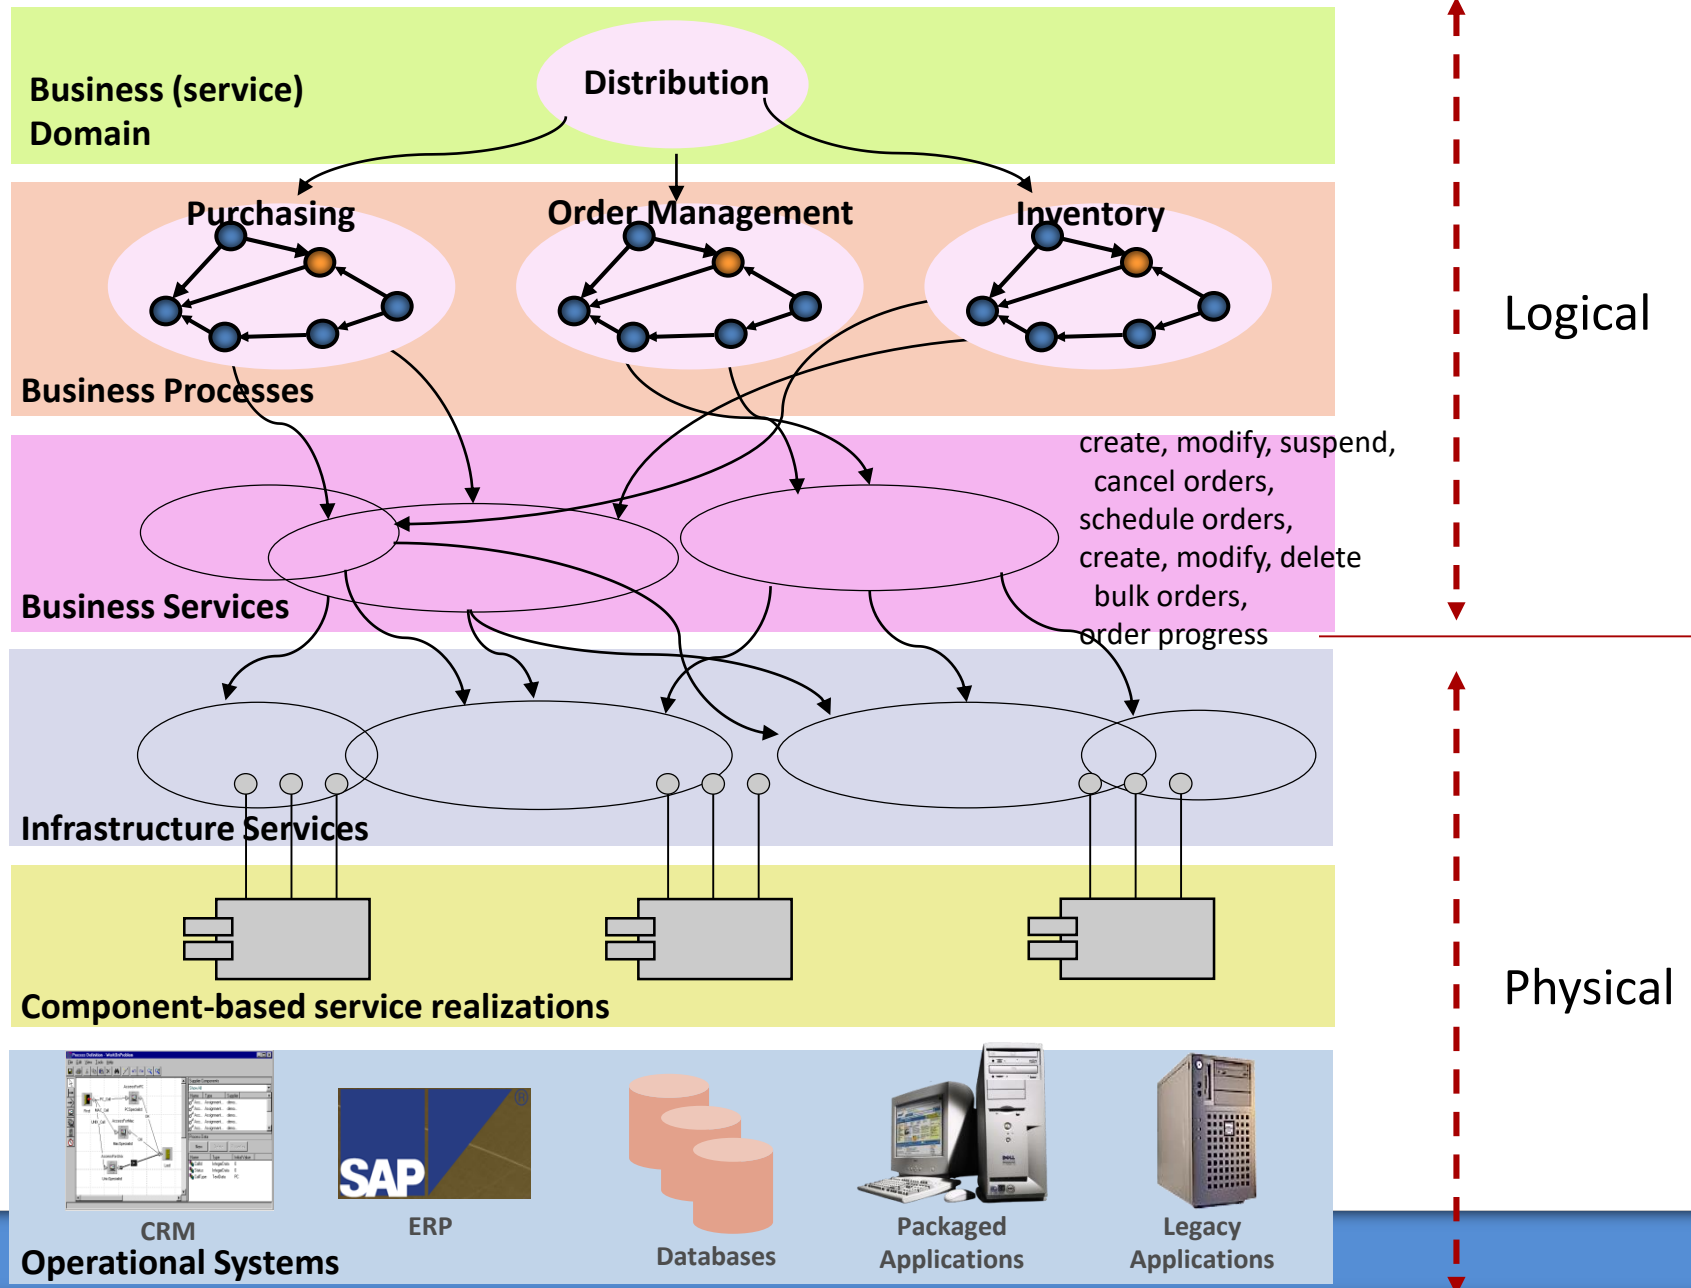 Business (service)
Domain
Distribution
Purchasing
Order Management
Inventory
Business Processes
Logical
create, modify, suspend,
cancel orders,
schedule orders,
create, modify, delete
bulk orders,
order progress
Business Services
Infrastructure Services
Component-based service realizations
Physical
SAP
®
CRM
ERP
Databases
Packaged
Applications
Legacy
Applications
Operational Systems